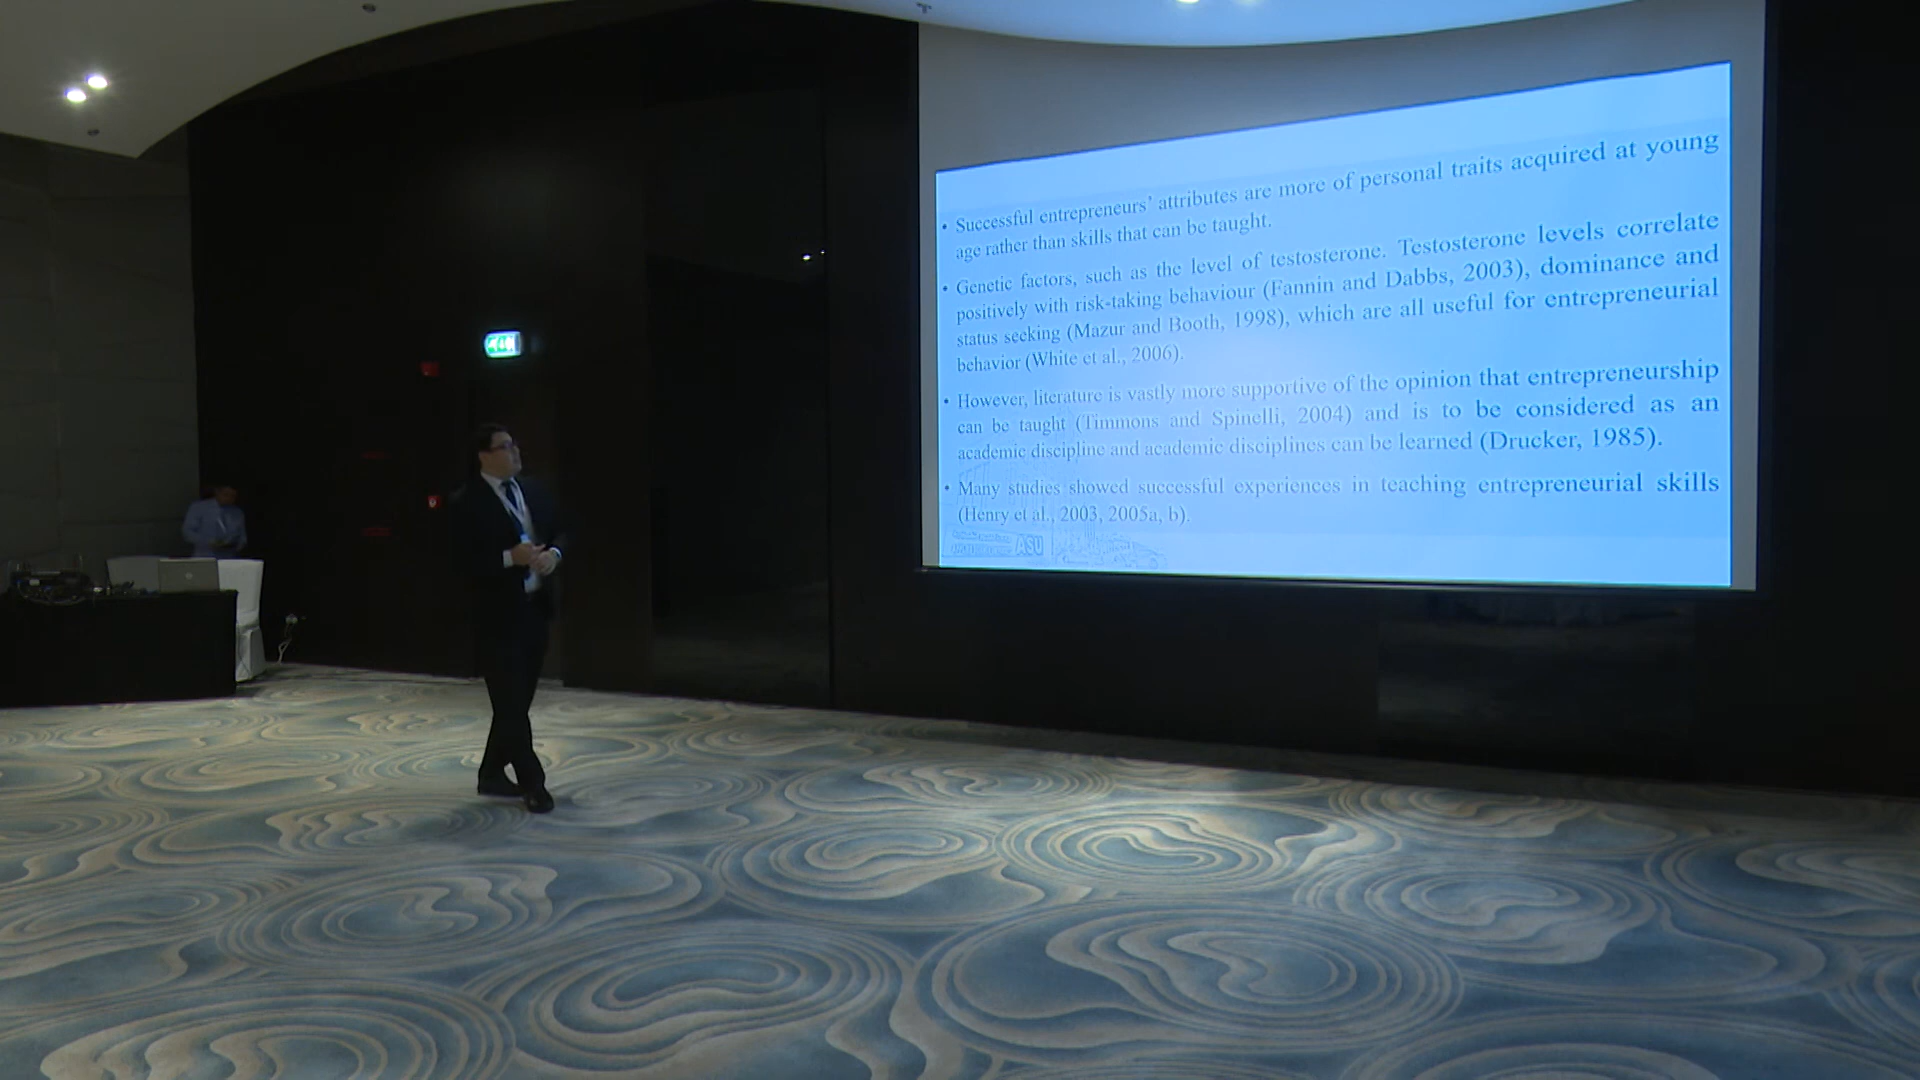 • Successful entrepreneurs' attributes are more of personal traits acquired at young
age rather than skills that can be taught.
• Genetic factors, such as the level of testosterone. Testosterone levels correlate
positively with risk-taking behaviour (Fannin and Dabbs, 2003), dominance and
status seeking (Mazur and Booth, 1998), which are all useful for entrepreneurial
behavior (White et al., 2006).
• However, literature is vastly more supportive of the opinion that entrepreneurship
can be taught (Timmons and Spinelli, 2004) and is to be considered as an
academic discipline and academic disciplines can be learned (Drucker, 1985).
• Many studies showed successful experiences in teaching entrepreneurial skills
(Henry et al., 2003, 2005a, b).
ASU